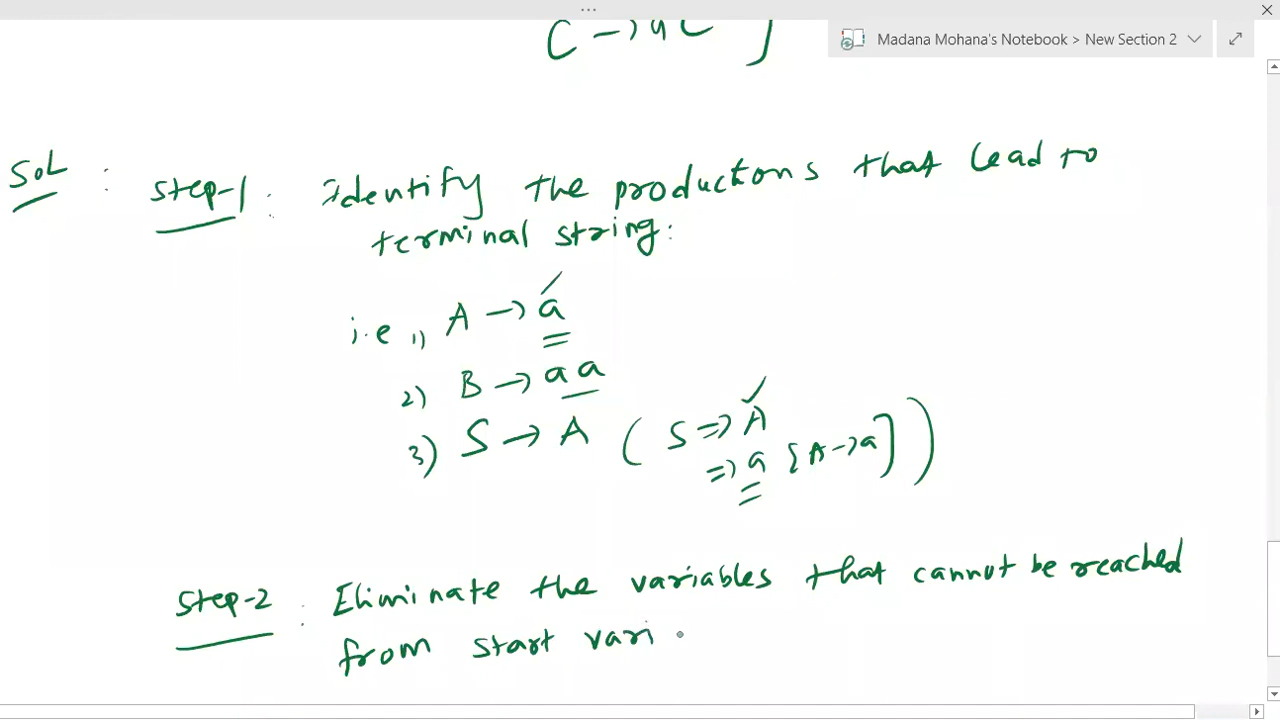 C → aC }
Madana Mohana's Notebook > New Section 2
Sol : Step-1 : Identify the productions that lead to
terminal string:
i.e., 1) A → a
2) B → aa
3) S → A ( S ⇒ A
⇒ a {A → a} )
Step-2 : Eliminate the variables that cannot be reached
from start vari